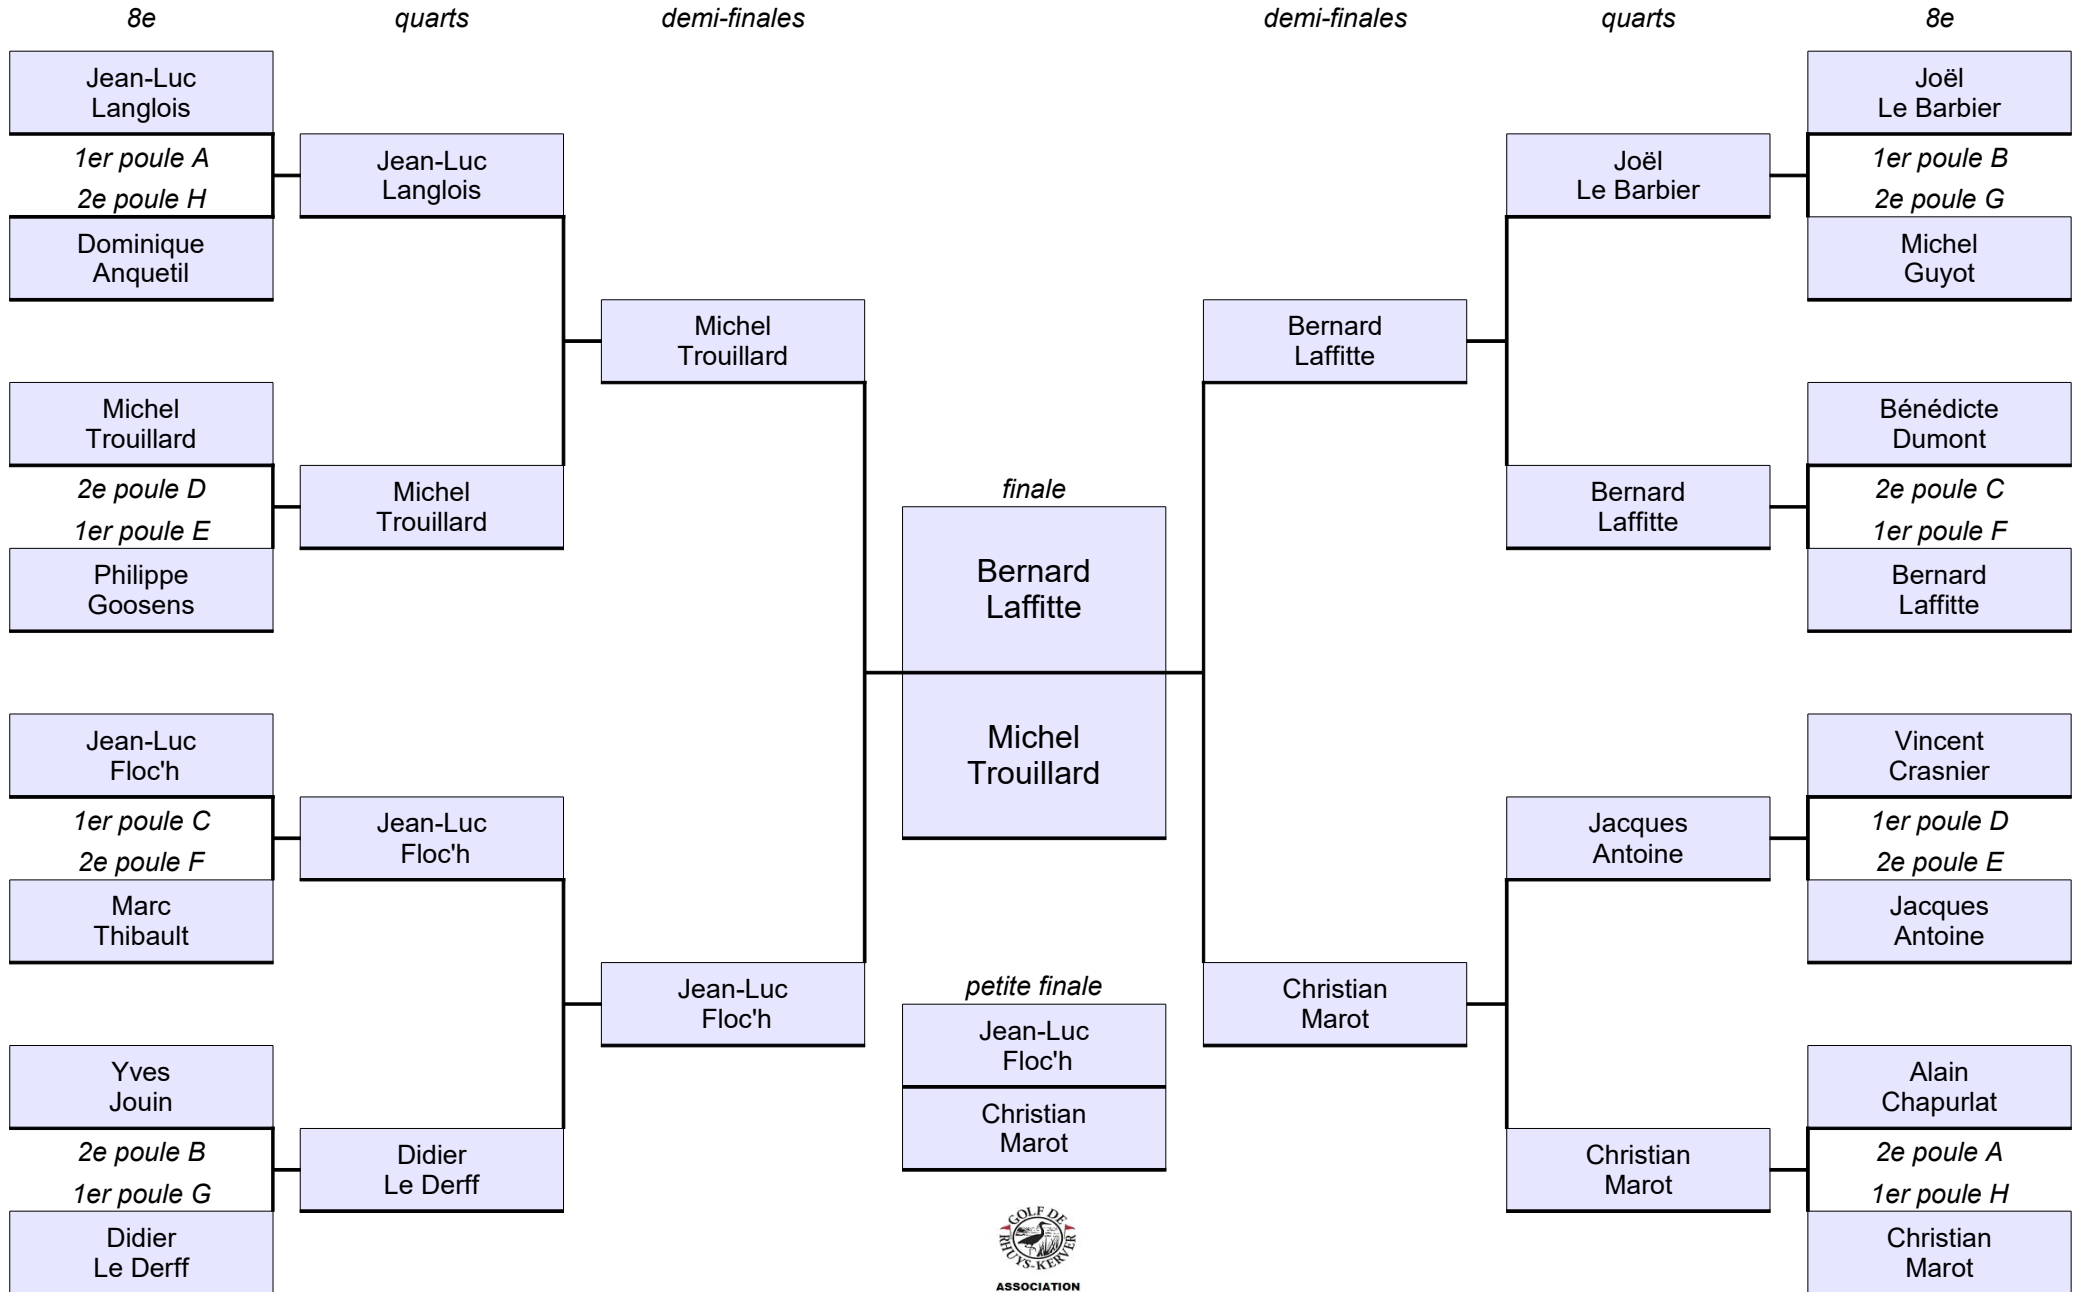 8e
quarts
demi-finales
demi-finales
quarts
8e
Jean-Luc
Langlois
1er poule A
2e poule H
Dominique
Anquetil
Michel
Trouillard
2e poule D
1er poule E
Philippe
Goosens
Jean-Luc
Floc'h
1er poule C
2e poule F
Marc
Thibault
Yves
Jouin
2e poule B
1er poule G
Didier
Le Derff
Jean-Luc
Langlois
Michel
Trouillard
Jean-Luc
Floc'h
Didier
Le Derff
Michel
Trouillard
Jean-Luc
Floc'h
finale
Bernard
Laffitte
Michel
Trouillard
petite finale
Jean-Luc
Floc'h
Christian
Marot
GOLF DE
RHUYS-KERVER
ASSOCIATION
Bernard
Laffitte
Christian
Marot
Joël
Le Barbier
Bernard
Laffitte
Jacques
Antoine
Christian
Marot
Joël
Le Barbier
1er poule B
2e poule G
Michel
Guyot
Bénédicte
Dumont
2e poule C
1er poule F
Bernard
Laffitte
Vincent
Crasnier
1er poule D
2e poule E
Jacques
Antoine
Alain
Chapurlat
2e poule A
1er poule H
Christian
Marot